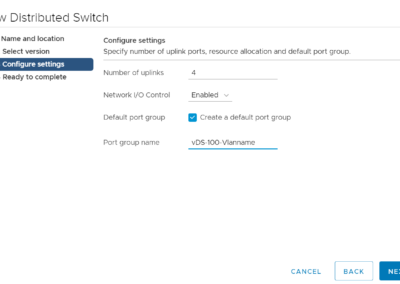 w Distributed Switch
Name and location
Select version
Configure settings
Ready to complete
Configure settings
Specify number of uplink ports, resource allocation and default port group.
Number of uplinks 4
Network I/O Control Enabled
Default port group Create a default port group
Port group name vDS-100-Vlanname
CANCEL BACK NE